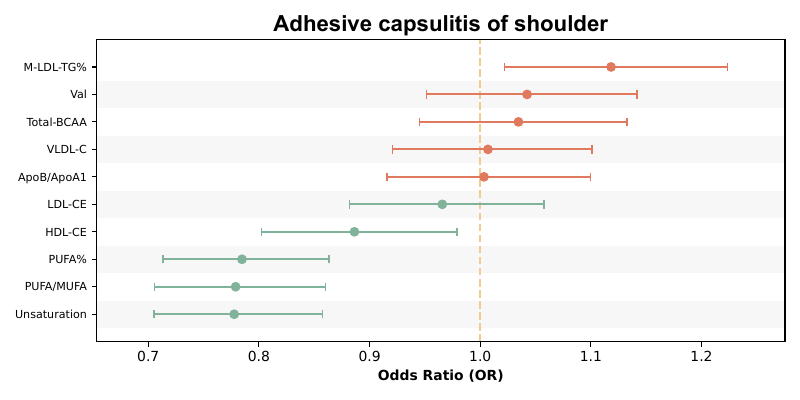 Adhesive capsulitis of shoulder
M-LDL-TG%
Val
Total-BCAA
VLDL-C
ApoB/ApoA1
LDL-CE
HDL-CE
PUFA%
PUFA/MUFA
Unsaturation
0.7 0.8 0.9 1.0 1.1 1.2
Odds Ratio (OR)